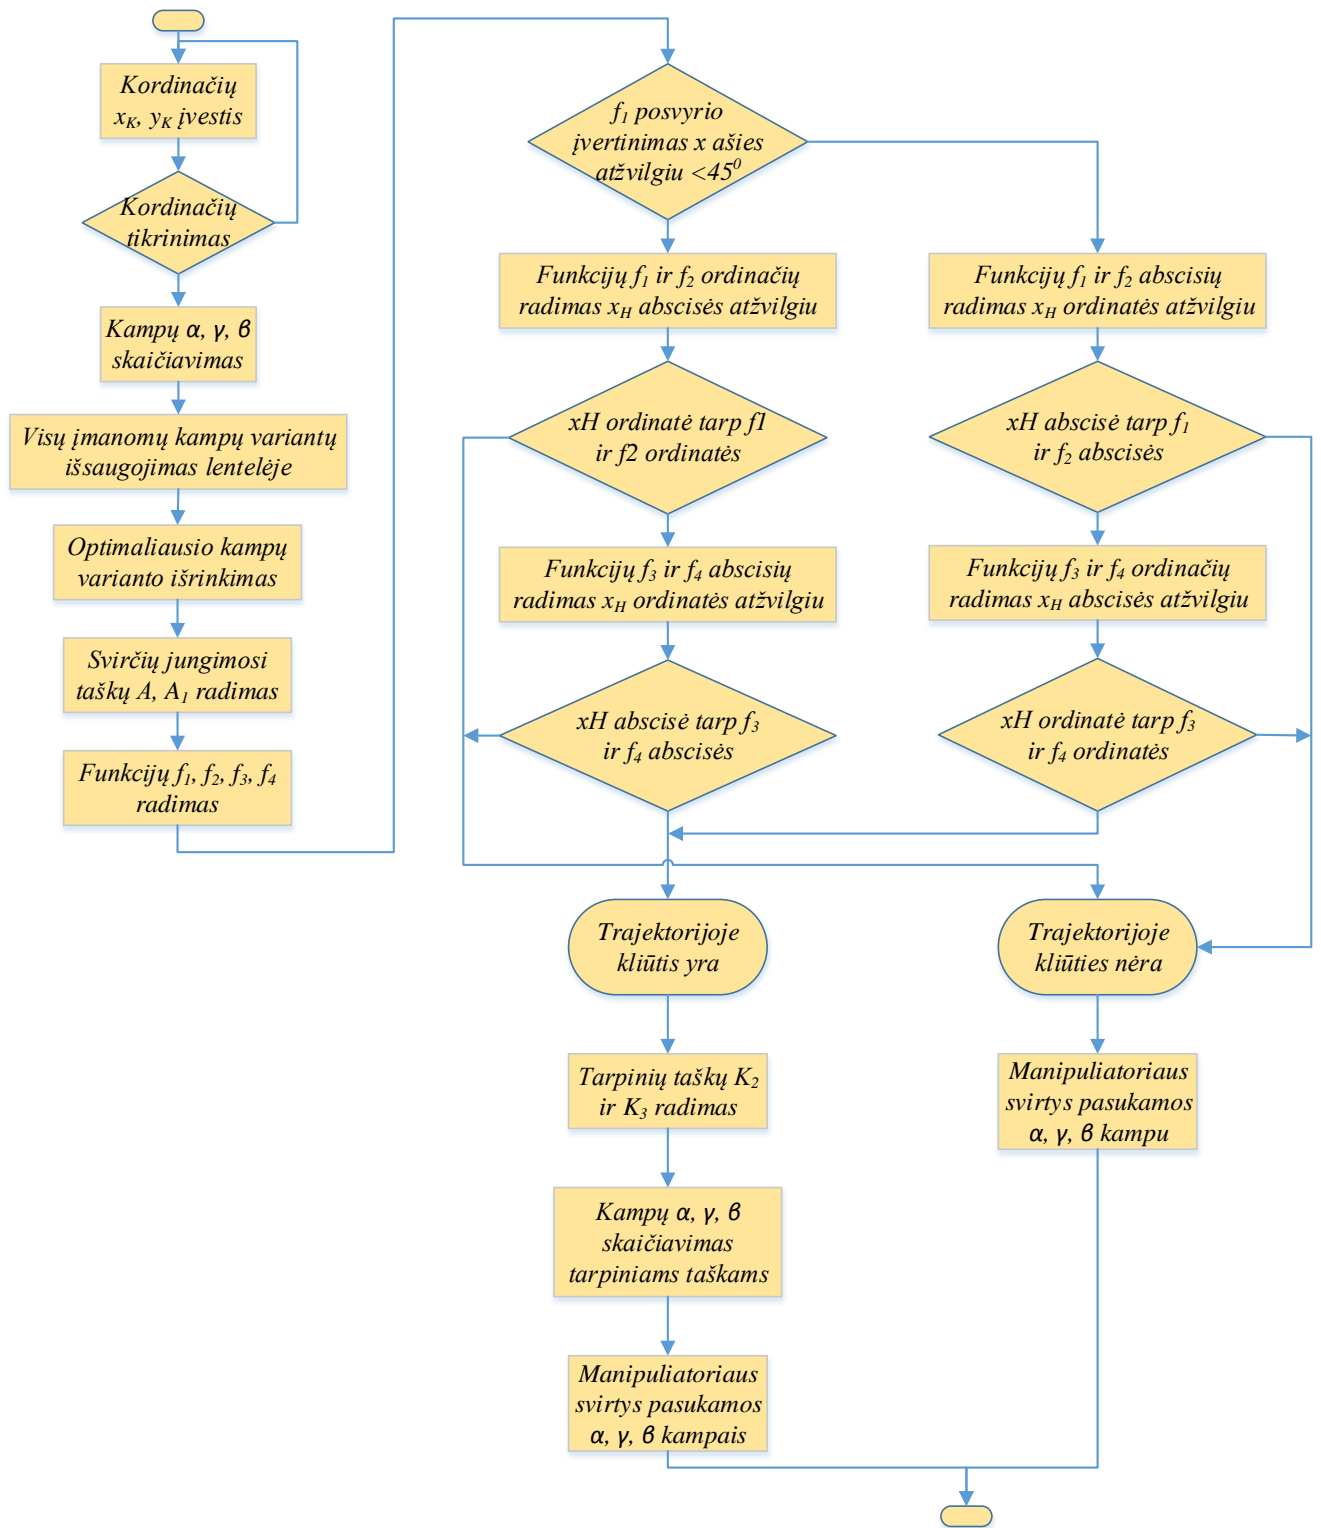 Kordinačių
x_K, y_K įvestis
Kordinačių
tikrinimas
Kampų α, γ, β
skaičiavimas
Visų įmanomų kampų variantų
išsaugojimas lentelėje
Optimaliausio kampų
varianto išrinkimas
Svirčių jungimosi
taškų A, A₁ radimas
Funkcijų f₁, f₂, f₃, f₄
radimas
f₁ posvyrio
įvertinimas x ašies
atžvilgiu <45⁰
Funkcijų f₁ ir f₂ ordinačių
radimas x_H abscisės atžvilgiu
xH ordinatė tarp f1
ir f2 ordinatės
Funkcijų f₃ ir f₄ abscisių
radimas x_H ordinatės atžvilgiu
xH abscisė tarp f₃
ir f₄ abscisės
Funkcijų f₁ ir f₂ abscisių
radimas x_H ordinatės atžvilgiu
xH abscisė tarp f₁
ir f₂ abscisės
Funkcijų f₃ ir f₄ ordinačių
radimas x_H abscisės atžvilgiu
xH ordinatė tarp f₃
ir f₄ ordinatės
Trajektorijoje
kliūtis yra
Tarpinių taškų K₂
ir K₃ radimas
Kampų α, γ, β
skaičiavimas
tarpiniams taškams
Manipuliatoriaus
svirtys pasukamos
α, γ, β kampais
Trajektorijoje
kliūties nėra
Manipuliatoriaus
svirtys pasukamos
α, γ, β kampu